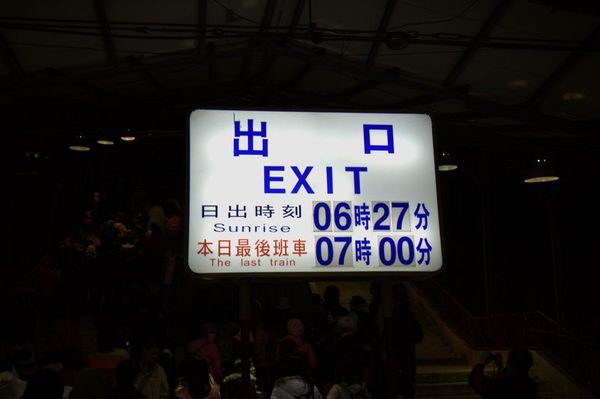 出口
EXIT
日出時刻 06時27分
Sunrise
本日最後班車 07時00分
The last train